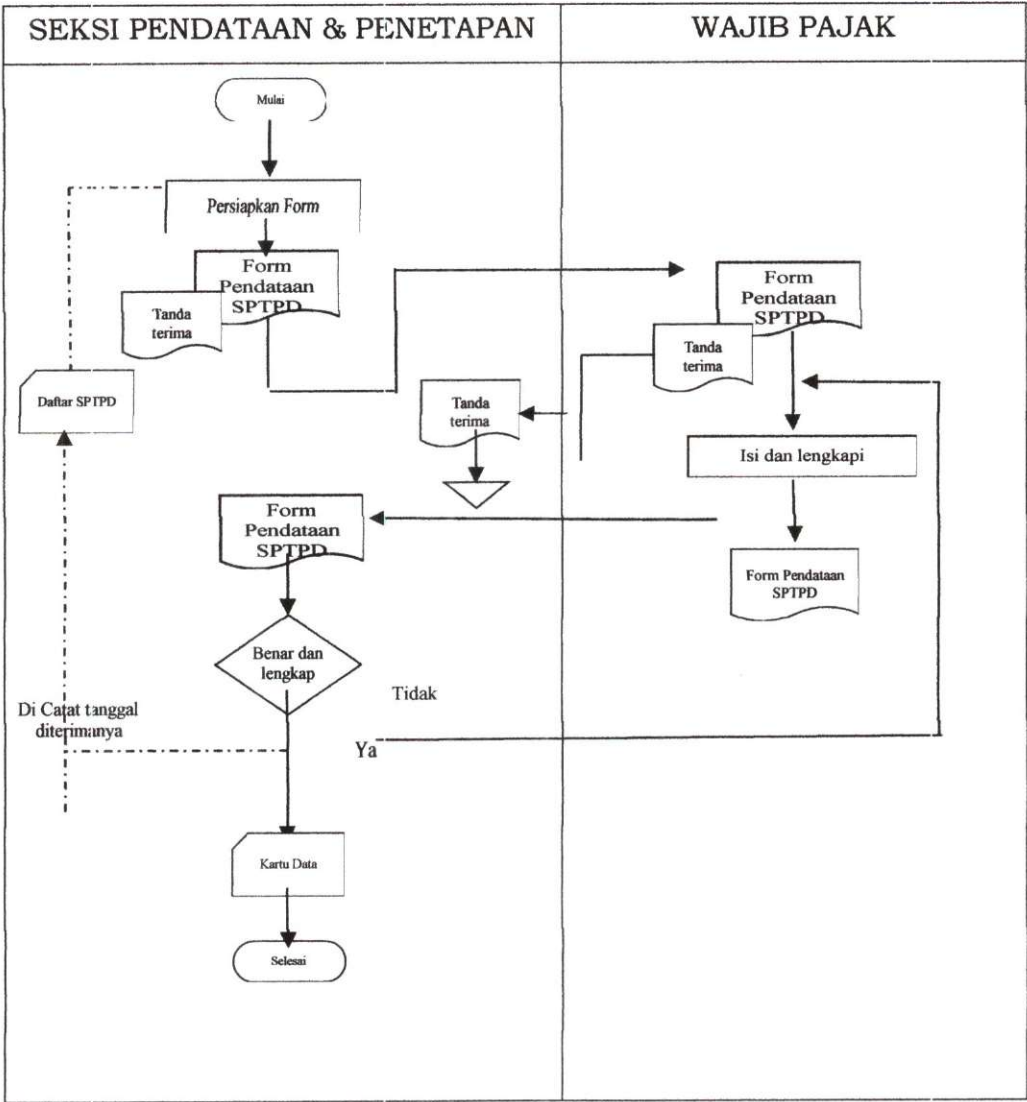 SEKSI PENDATAAN & PENETAPAN
WAJIB PAJAK
Mulai
Persiapkan Form
Form
Pendataan
SPTPD
Tanda
terima
Form
Pendataan
SPTPD
Tanda
terima
Daftar SPTPD
Tanda
terima
Isi dan lengkapi
Form
Pendataan
SPTPD
Form Pendataan
SPTPD
Benar dan
lengkap
Tidak
Di Catat tanggal
diterimanya
Ya
Kartu Data
Selesai